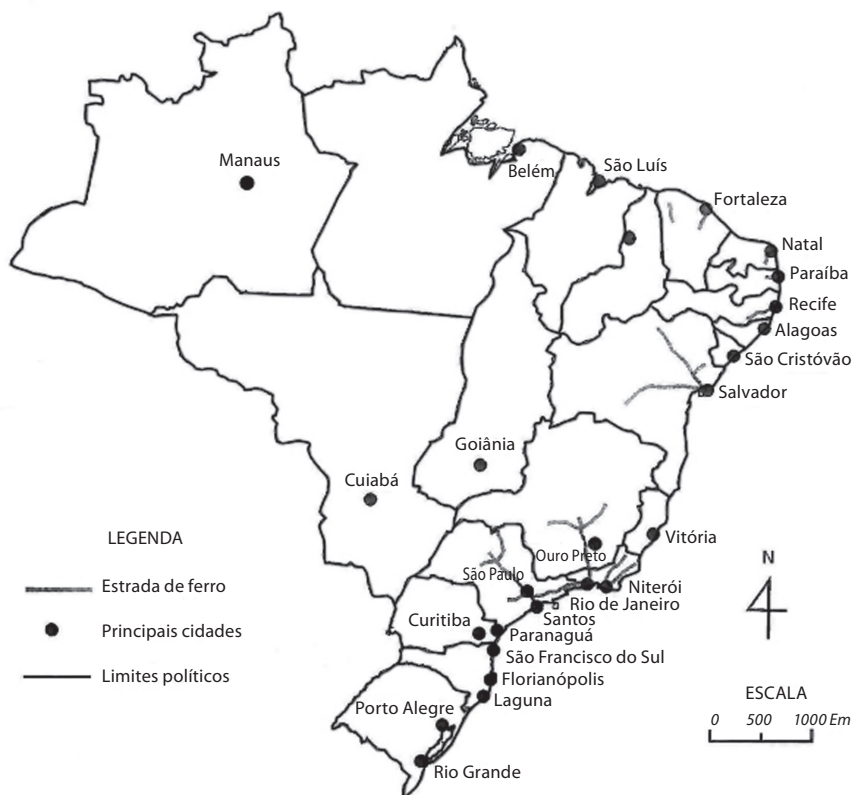 Manaus
Belém
São Luís
Fortaleza
Natal
Paraíba
Recife
Alagoas
São Cristóvão
Salvador
Goiânia
Cuiabá
Vitória
Ouro Preto
São Paulo
Niterói
Rio de Janeiro
Santos
Curitiba
Paranaguá
São Francisco do Sul
Florianópolis
Laguna
Porto Alegre
Rio Grande
LEGENDA
Estrada de ferro
Principais cidades
Limites políticos
N
ESCALA
0 500 1000 Em